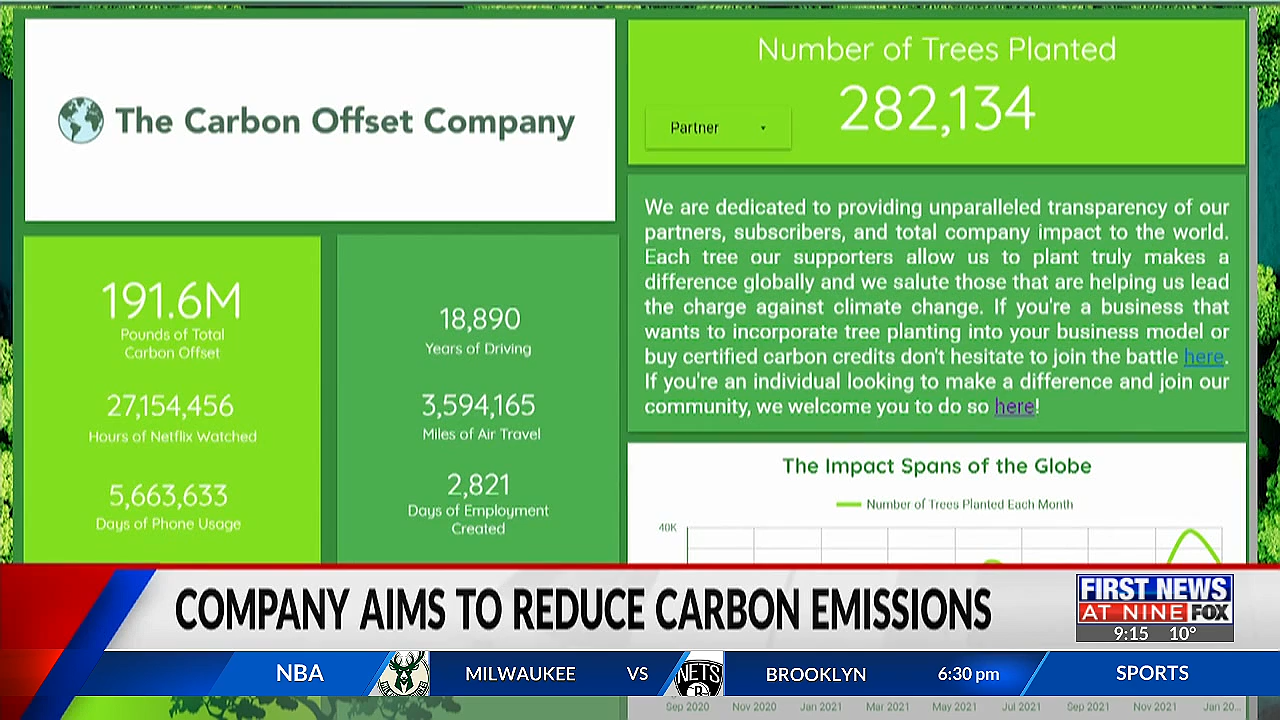 The Carbon Offset Company
Number of Trees Planted
282,134
Partner
We are dedicated to providing unparalleled transparency of our
partners, subscribers, and total company impact to the world.
Each tree our supporters allow us to plant truly makes a
difference globally and we salute those that are helping us lead
the charge against climate change. If you're a business that
wants to incorporate tree planting into your business model or
buy certified carbon credits don't hesitate to join the battle here.
If you're an individual looking to make a difference and join our
community, we welcome you to do so here!
191.6M
Pounds of Total
Carbon Offset
27,154,456
Hours of Netflix Watched
5,663,633
Days of Phone Usage
18,890
Years of Driving
3,594,165
Miles of Air Travel
2,821
Days of Employment
Created
The Impact Spans of the Globe
Number of Trees Planted Each Month
40K
COMPANY AIMS TO REDUCE CARBON EMISSIONS
FIRST NEWS
AT NINE FOX
9:15 10°
NBA MILWAUKEE VS NETS B BROOKLYN 6:30 pm SPORTS
Sep 2020 Nov 2020 Jan 2021 Mar 2021 May 2021 Jul 2021 Sep 2021 Nov 2021 Jan 20...